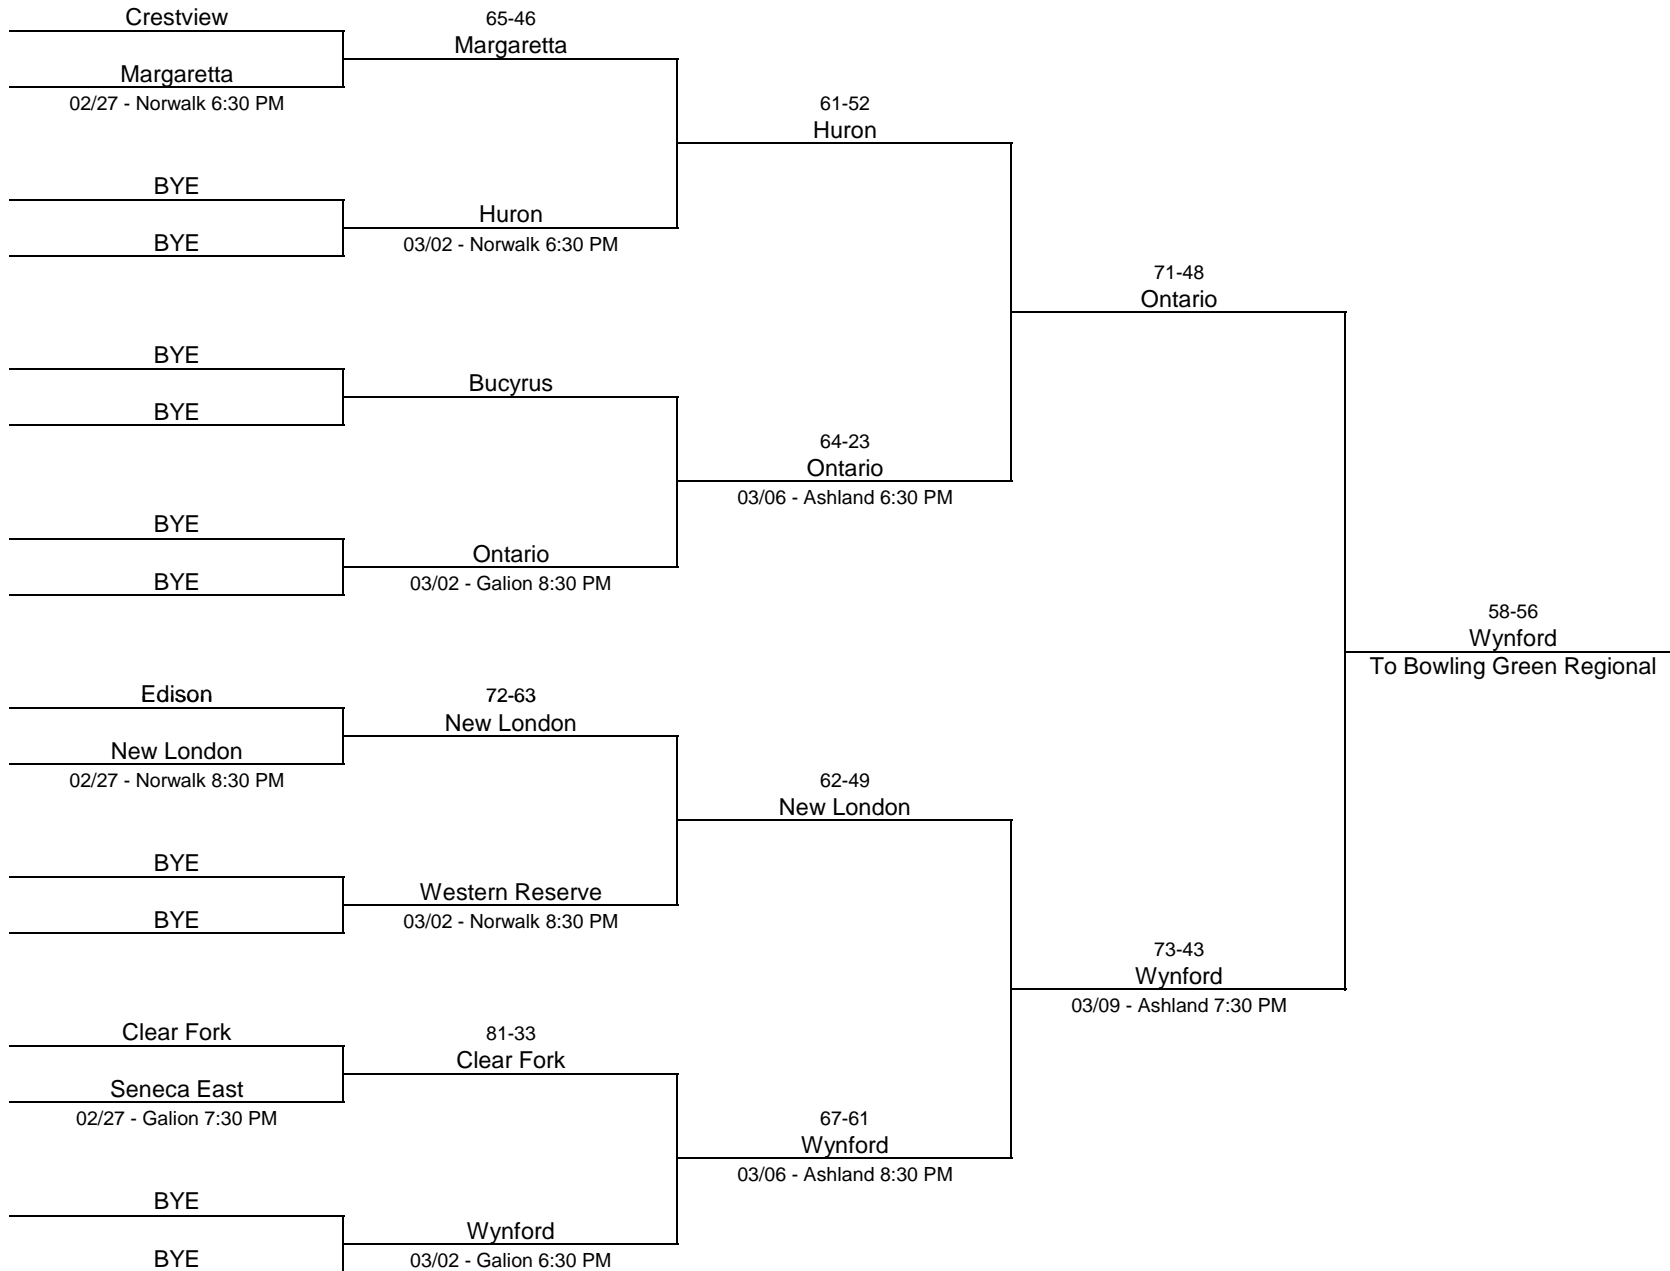 Crestview
65-46
Margaretta
Margaretta
02/27 - Norwalk 6:30 PM
61-52
Huron
BYE
Huron
BYE
03/02 - Norwalk 6:30 PM
71-48
Ontario
BYE
Bucyrus
BYE
64-23
Ontario
03/06 - Ashland 6:30 PM
BYE
Ontario
BYE
03/02 - Galion 8:30 PM
58-56
Wynford
To Bowling Green Regional
Edison
72-63
New London
New London
02/27 - Norwalk 8:30 PM
62-49
New London
BYE
Western Reserve
BYE
03/02 - Norwalk 8:30 PM
73-43
Wynford
03/09 - Ashland 7:30 PM
Clear Fork
81-33
Clear Fork
Seneca East
02/27 - Galion 7:30 PM
67-61
Wynford
03/06 - Ashland 8:30 PM
BYE
Wynford
BYE
03/02 - Galion 6:30 PM